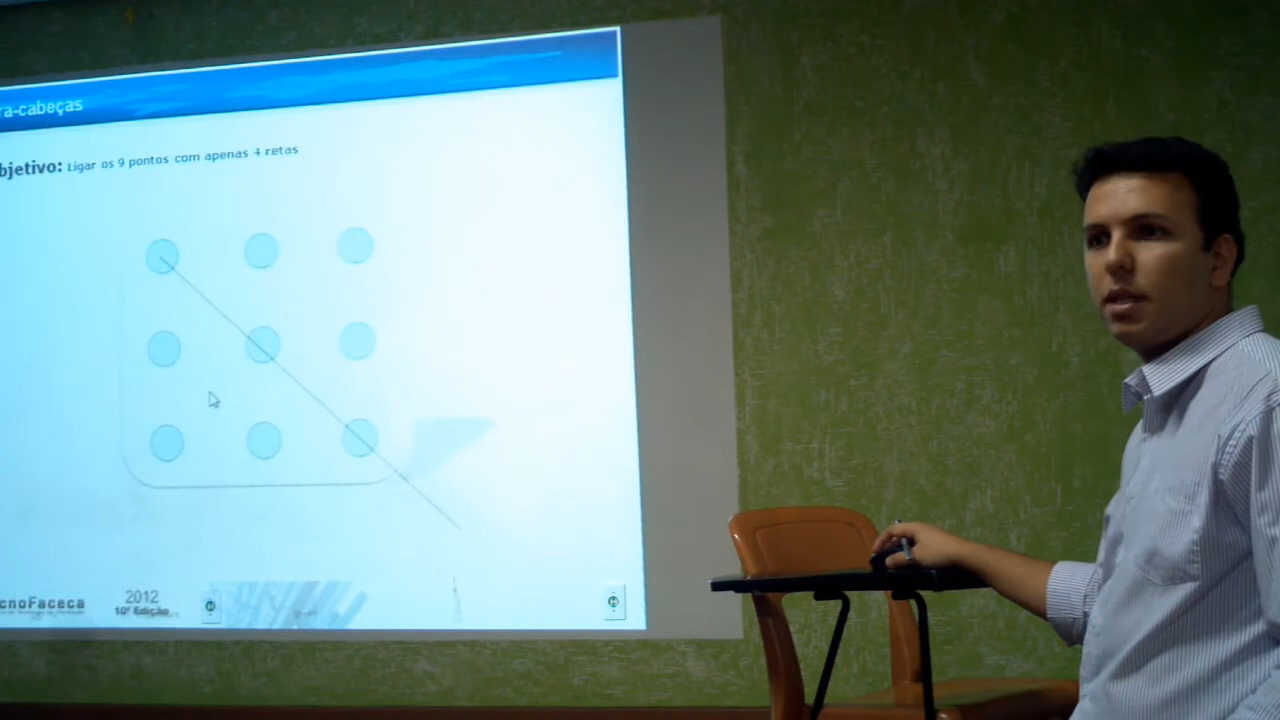 ra-cabeças
bjetivo: Ligar os 9 pontos com apenas 4 retas
cnoFaceca
2012
10ª Edição